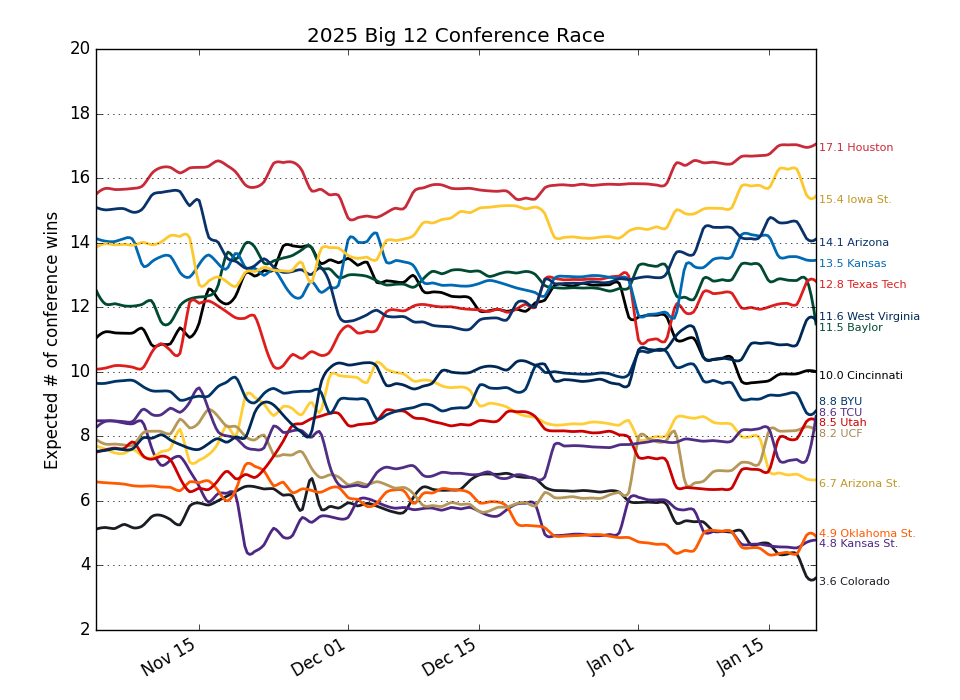 2025 Big 12 Conference Race
Expected # of conference wins
20
18
16
14
12
10
8
6
4
2
Nov 15
Dec 01
Dec 15
Jan 01
Jan 15
17.1 Houston
15.4 Iowa St.
14.1 Arizona
13.5 Kansas
12.8 Texas Tech
11.6 West Virginia
11.5 Baylor
10.0 Cincinnati
8.8 BYU
8.6 TCU
8.5 Utah
8.2 UCF
6.7 Arizona St.
4.9 Oklahoma St.
4.8 Kansas St.
3.6 Colorado